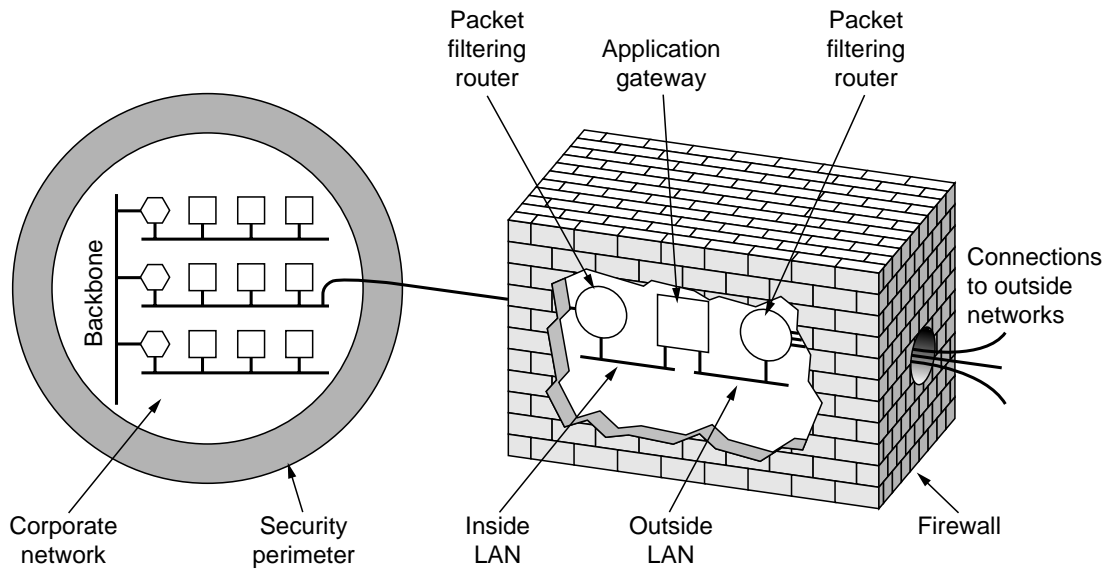 Packet
filtering
router
Application
gateway
Packet
filtering
router
Backbone
Connections
to outside
networks
Corporate
network
Security
perimeter
Inside
LAN
Outside
LAN
Firewall